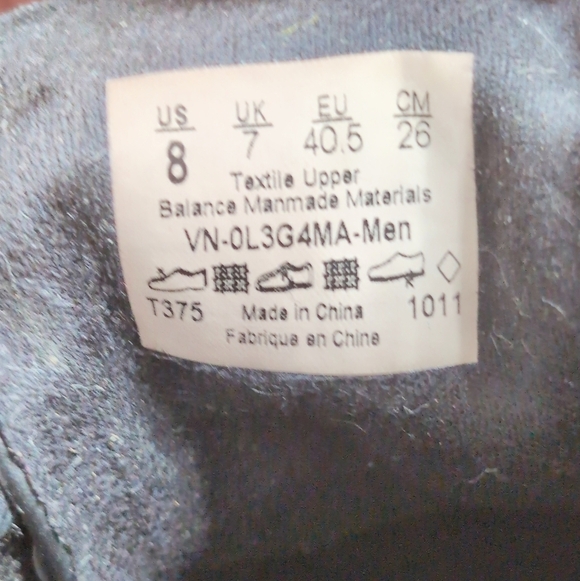 US UK EU CM
8 7 40.5 26
Textile Upper
Balance Manmade Materials
VN-0L3G4MA-Men
T375 Made in China 1011
Fabrique en Chine